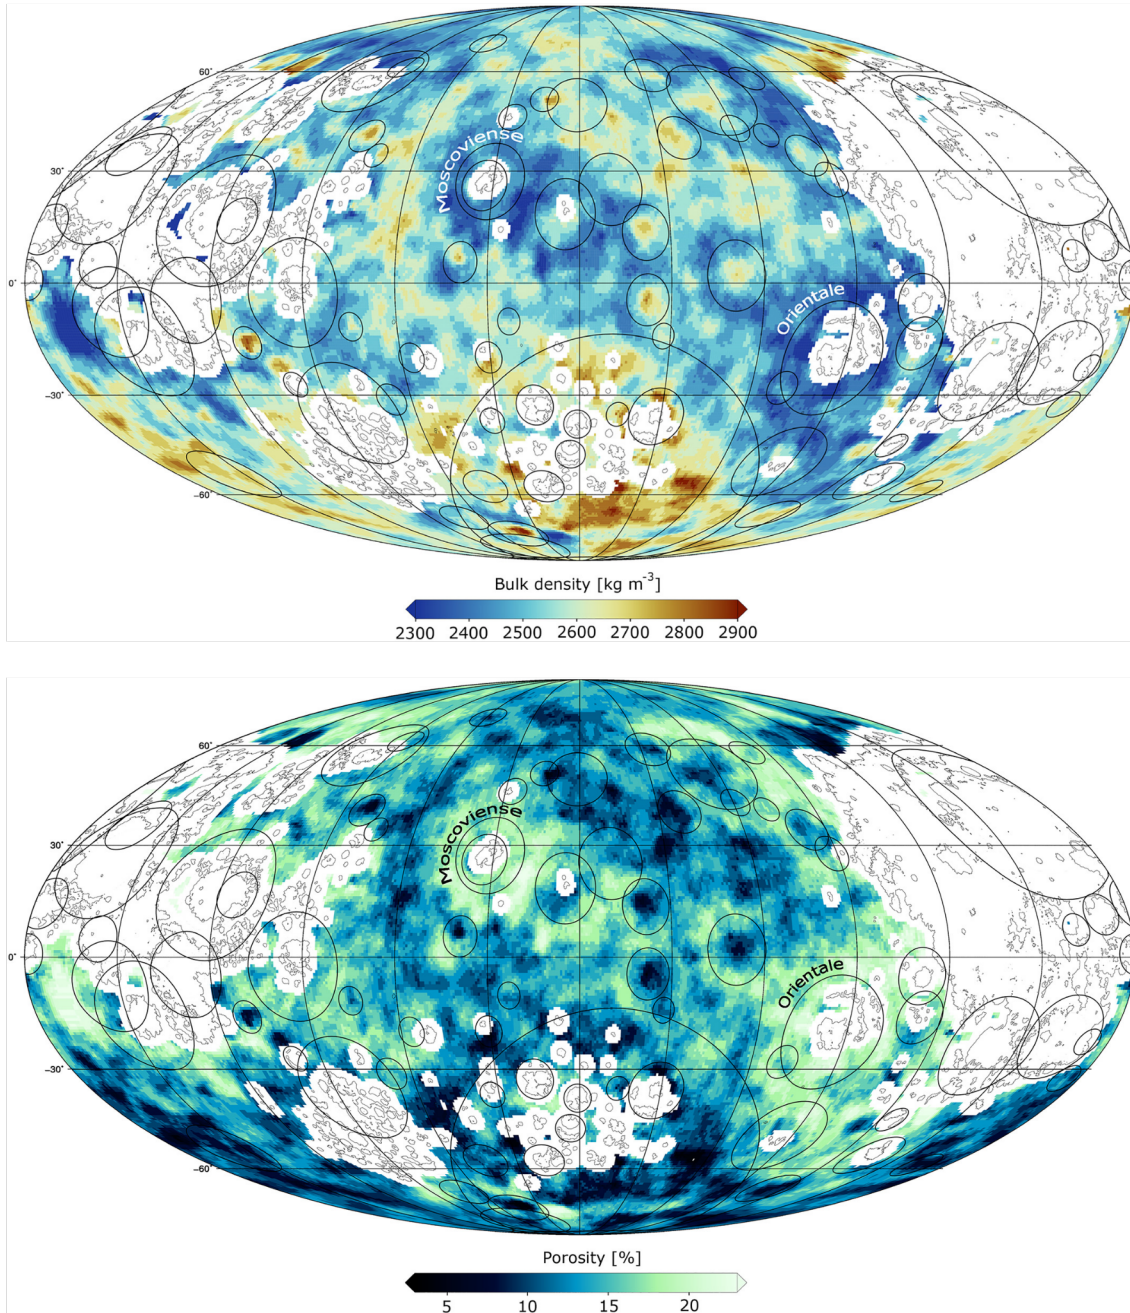 60°
Moscoviense
30°
0°
Orientale
−30°
−60°
Bulk density [kg m⁻³]
2300 2400 2500 2600 2700 2800 2900
60°
Moscoviense
30°
0°
Orientale
−30°
−60°
Porosity [%]
5 10 15 20